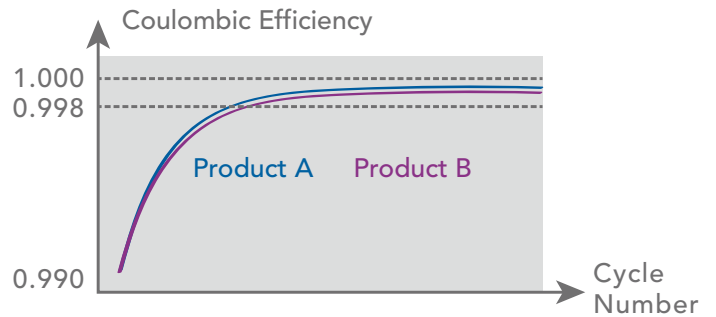 Coulombic Efficiency
1.000
0.998
Product A
Product B
0.990
Cycle
Number